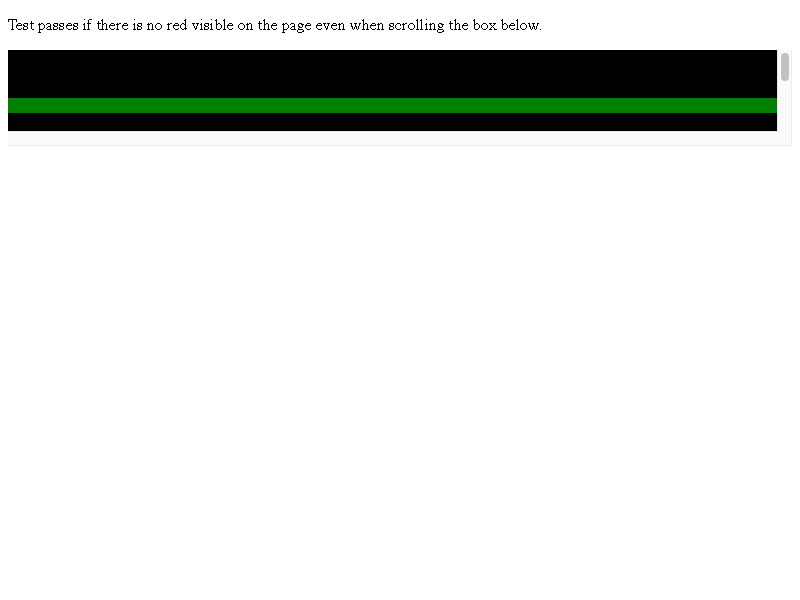 Test passes if there is no red visible on the page even when scrolling the box below.